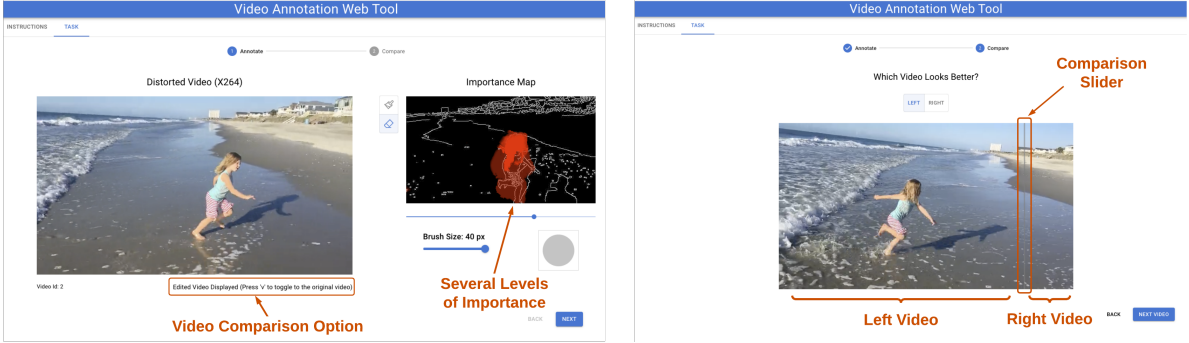 Video Annotation Web Tool
INSTRUCTIONS TASK
1 Annotate 2 Compare
Distorted Video (X264)
Importance Map
Brush Size: 40 px
Video Id: 2
Edited Video Displayed (Press 'v' to toggle to the original video)
Several Levels
of Importance
Video Comparison Option
BACK NEXT
Video Annotation Web Tool
INSTRUCTIONS TASK
Annotate 2 Compare
Comparison
Slider
Which Video Looks Better?
LEFT RIGHT
Left Video
Right Video
BACK NEXT VIDEO